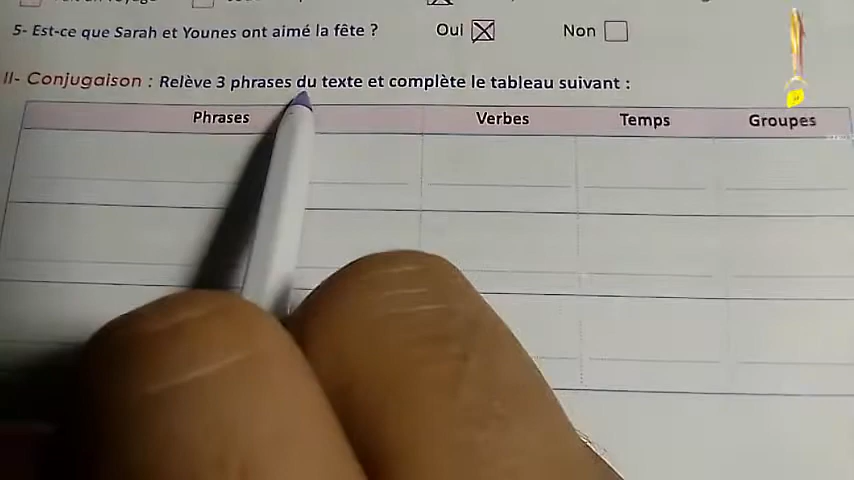 5- Est-ce que Sarah et Younes ont aimé la fête ? Oui Non
II- Conjugaison : Relève 3 phrases du texte et complète le tableau suivant :
Phrases Verbes Temps Groupes